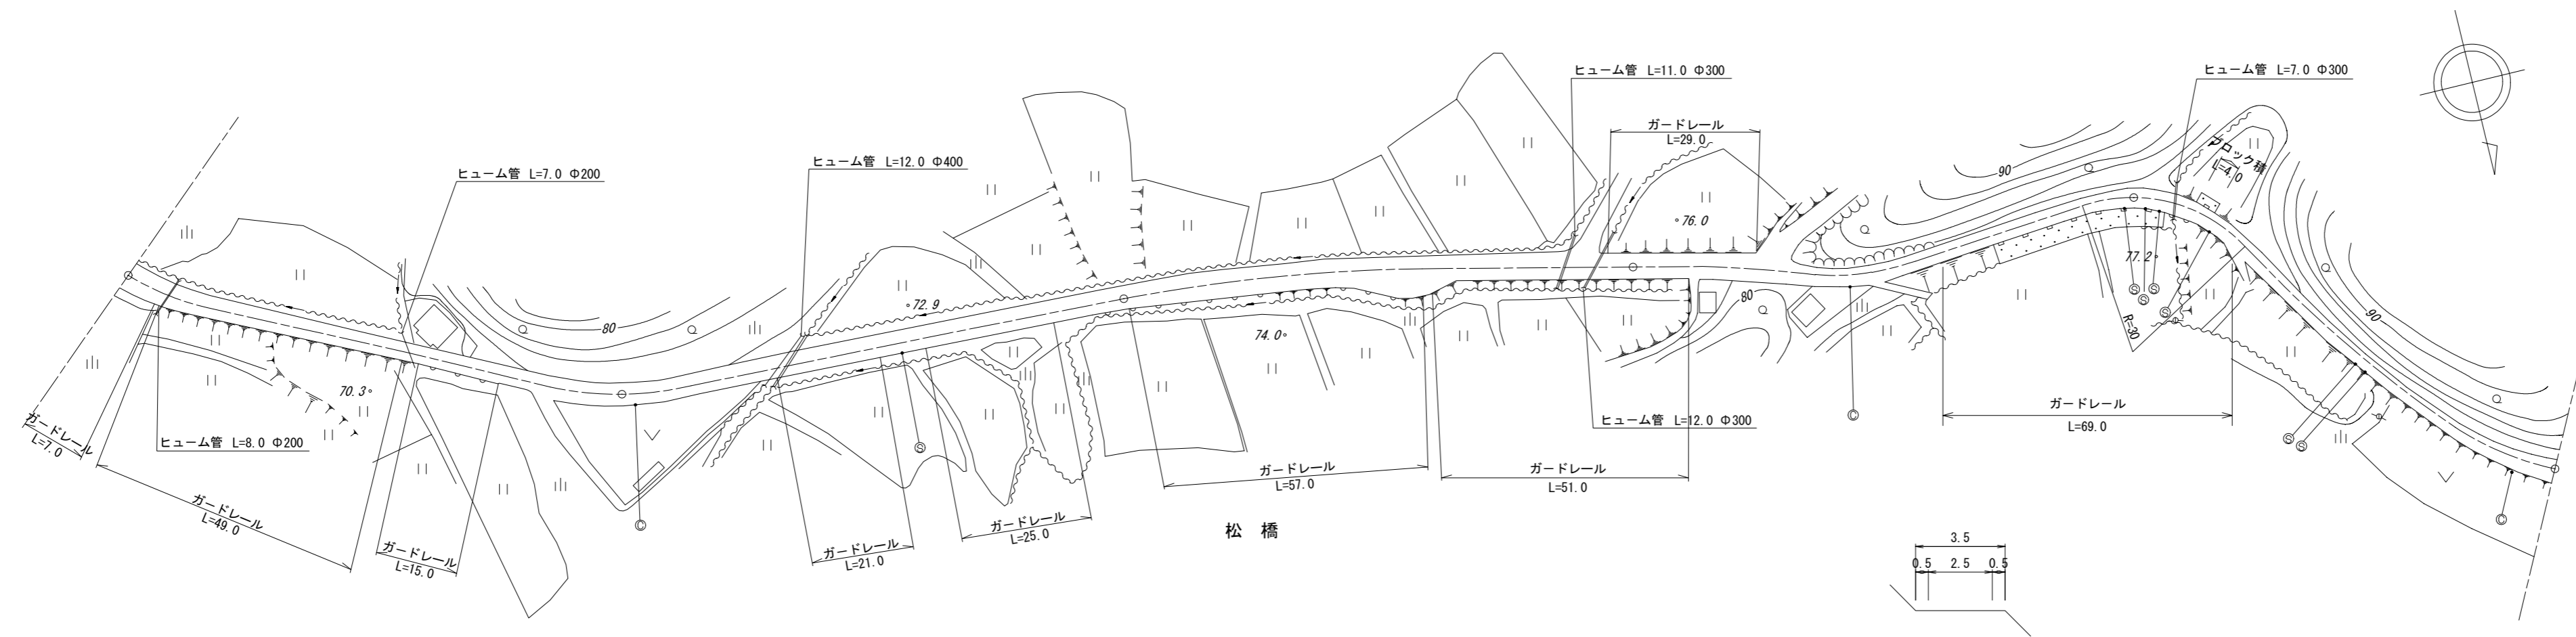 ヒューム管 L=11.0 Φ300
ヒューム管 L=7.0 Φ300
ガードレール
L=29.0
ブロック積
L=4.0
ヒューム管 L=12.0 Φ400
ヒューム管 L=7.0 Φ200
90
76.0
77.2
80
72.9
74.0
80
90
R=30
70.3
ガードレール
L=7.0
ヒューム管 L=8.0 Φ200
ガードレール
L=49.0
ガードレール
L=15.0
ガードレール
L=21.0
ガードレール
L=25.0
ガードレール
L=57.0
ガードレール
L=51.0
ヒューム管 L=12.0 Φ300
ガードレール
L=69.0
S
S
S
S
S
S
S
C
C
C
松 橋
3.5
0.5 2.5 0.5